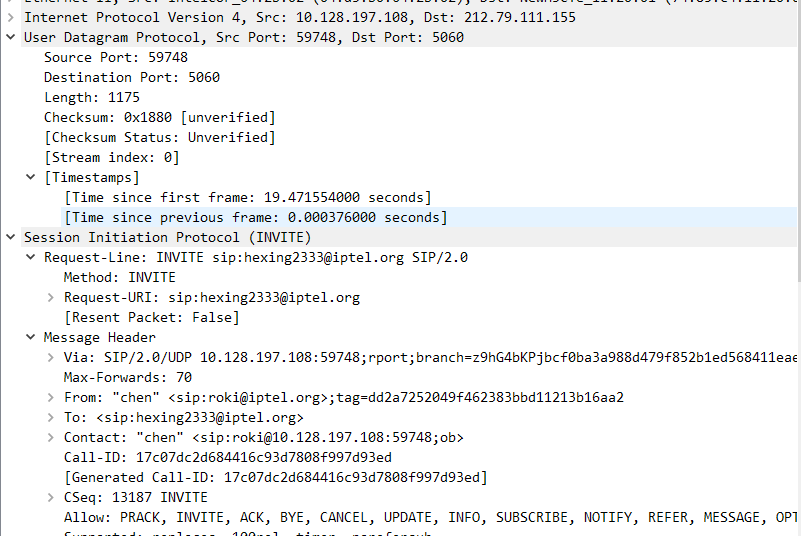 Internet Protocol Version 4, Src: 10.128.197.108, Dst: 212.79.111.155
User Datagram Protocol, Src Port: 59748, Dst Port: 5060
Source Port: 59748
Destination Port: 5060
Length: 1175
Checksum: 0x1880 [unverified]
[Checksum Status: Unverified]
[Stream index: 0]
[Timestamps]
[Time since first frame: 19.471554000 seconds]
[Time since previous frame: 0.000376000 seconds]
Session Initiation Protocol (INVITE)
Request-Line: INVITE sip:hexing2333@iptel.org SIP/2.0
Method: INVITE
Request-URI: sip:hexing2333@iptel.org
[Resent Packet: False]
Message Header
Via: SIP/2.0/UDP 10.128.197.108:59748;rport;branch=z9hG4bKPjbcf0ba3a988d479f852b1ed568411eae
Max-Forwards: 70
From: "chen" <sip:roki@iptel.org>;tag=dd2a7252049f462383bbd11213b16aa2
To: <sip:hexing2333@iptel.org>
Contact: "chen" <sip:roki@10.128.197.108:59748;ob>
Call-ID: 17c07dc2d684416c93d7808f997d93ed
[Generated Call-ID: 17c07dc2d684416c93d7808f997d93ed]
CSeq: 13187 INVITE
Allow: PRACK, INVITE, ACK, BYE, CANCEL, UPDATE, INFO, SUBSCRIBE, NOTIFY, REFER, MESSAGE, OPT